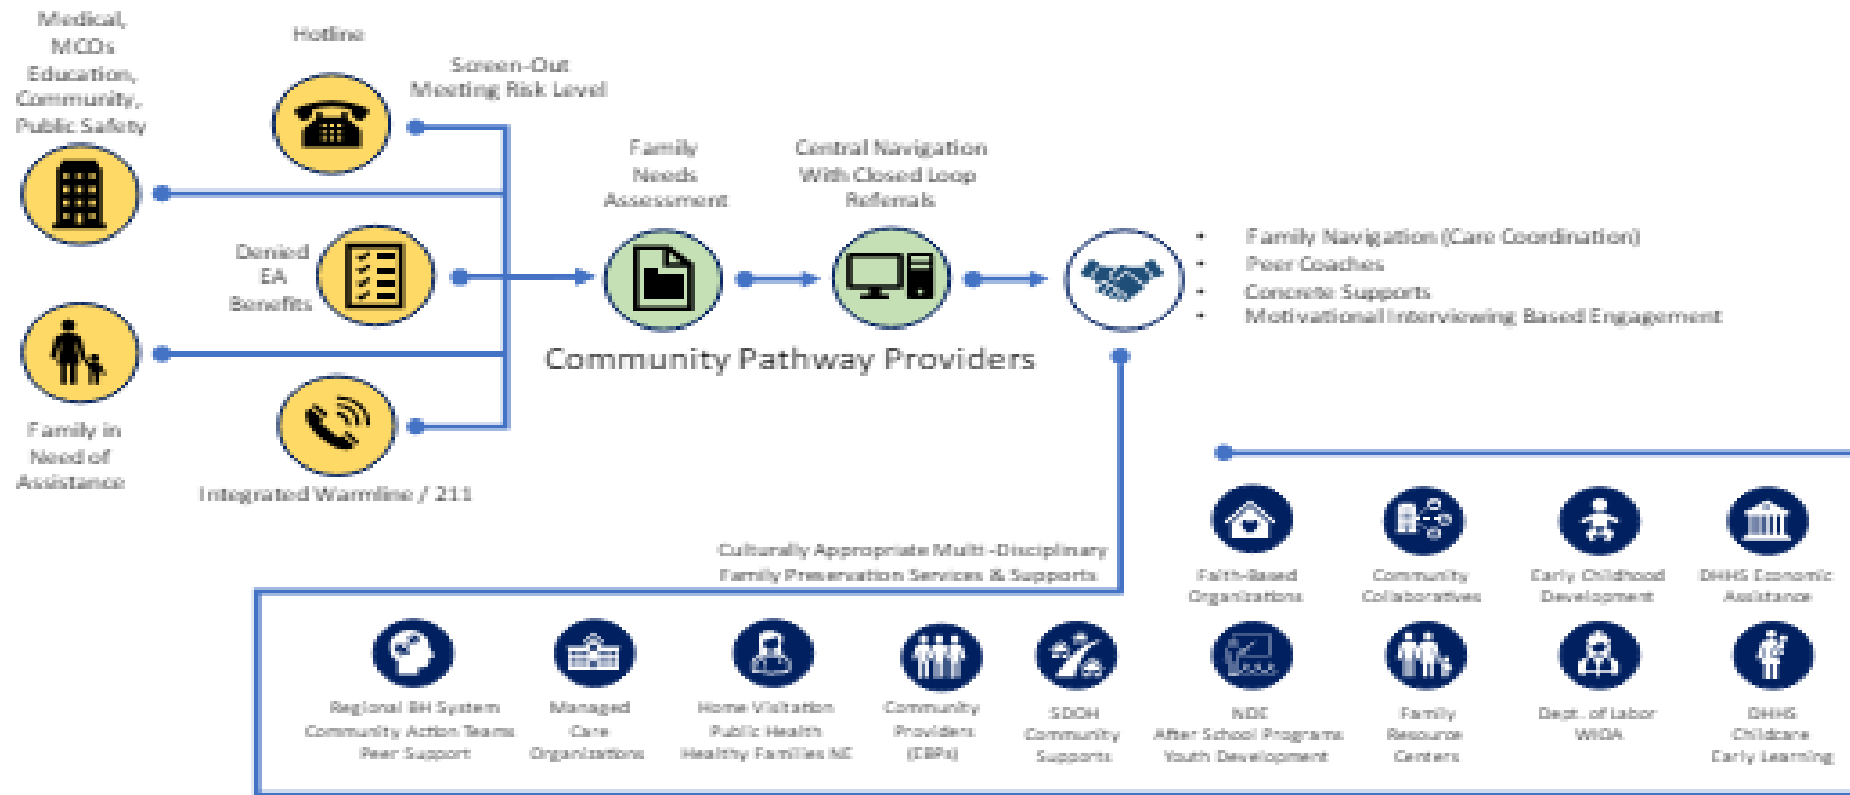 Medical,
MCOs
Education,
Community,
Public Safety
Hotline
Screen-Out
Meeting Risk Level
Denied
EA
Benefits
Family in
Need of
Assistance
Integrated Warmline / 211
Family
Needs
Assessment
Central Navigation
With Closed Loop
Referrals
Community Pathway Providers
• Family Navigation (Care Coordination)
• Peer Coaches
• Concrete Supports
• Motivational Interviewing Based Engagement
Culturally Appropriate Multi-Disciplinary
Family Preservation Services & Supports
Faith-Based
Organizations
Community
Collaboratives
Early Childhood
Development
DHHS Economic
Assistance
Regional BH System
Community Action Teams
Peer Support
Managed
Care
Organizations
Home Visitation
Public Health
Healthy Families NE
Community
Providers
(EBPs)
SDOH
Community
Supports
NDE
After School Programs
Youth Development
Family
Resource
Centers
Dept. of Labor
WIOA
DHHS
Childcare
Early Learning